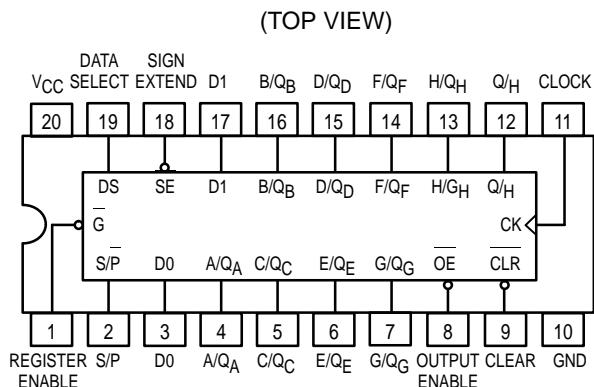 (TOP VIEW)
DATA SIGN
VCC SELECT EXTEND D1 B/QB D/QD F/QF H/QH Q/H CLOCK
20 19 18 17 16 15 14 13 12 11
DS SE D1 B/QB D/QD F/QF H/GH Q/H
G CK
S/P D0 A/QA C/QC E/QE G/QG OE CLR
1 2 3 4 5 6 7 8 9 10
REGISTER S/P D0 A/QA C/QC E/QE G/QG OUTPUT CLEAR GND
ENABLE ENABLE